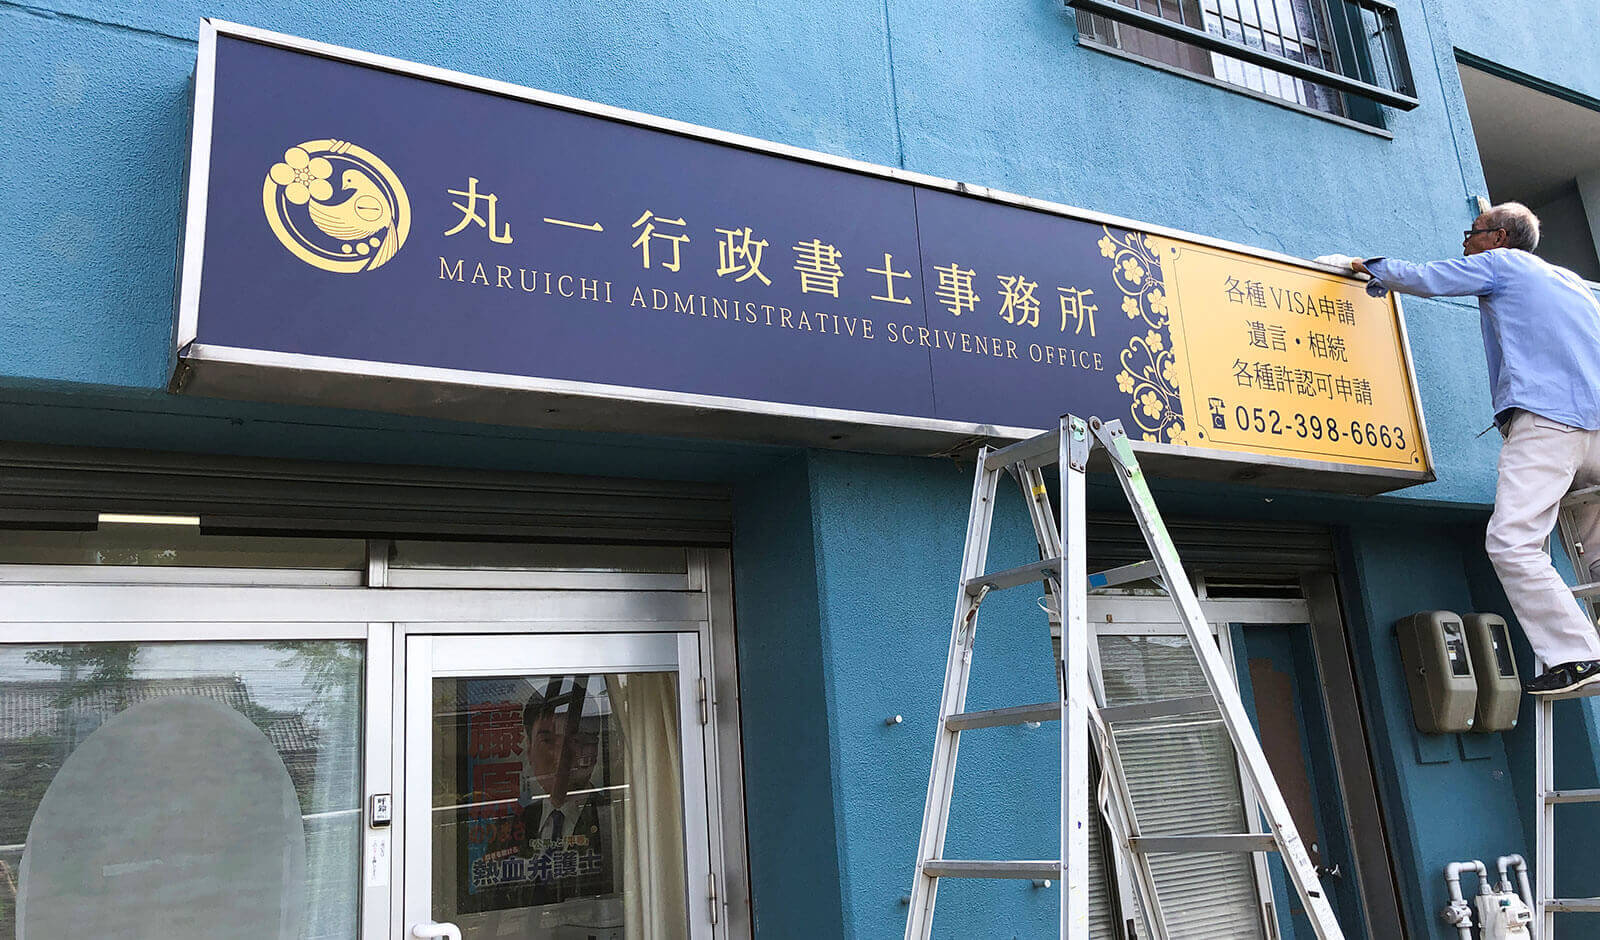 丸一行政書士事務所
MARUICHI ADMINISTRATIVE SCRIVENER OFFICE
各種VISA申請
遺言・相続
各種許認可申請
052-398-6663
藤原
熱血弁護士
呼鈴